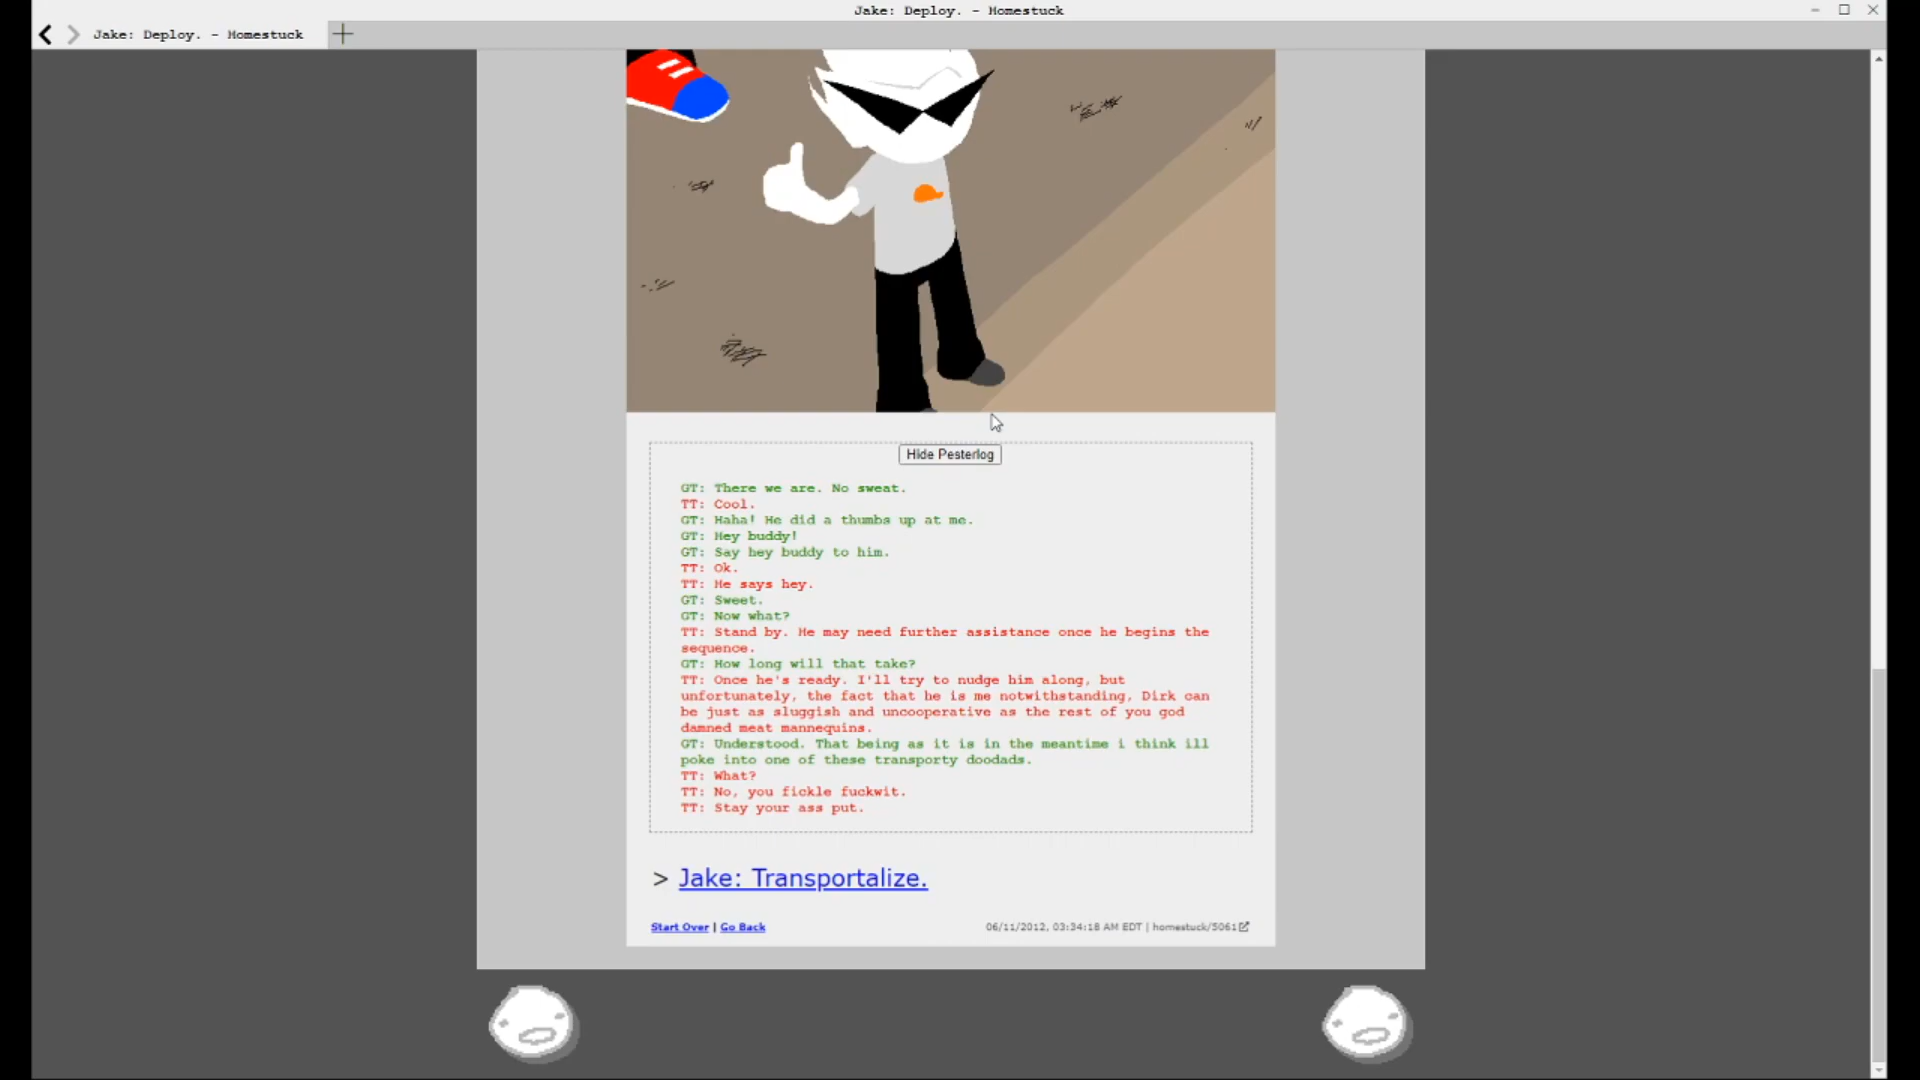 Jake: Deploy. - Homestuck
Jake: Deploy. - Homestuck
Hide Pesterlog
GT: There we are. No sweat.
TT: Cool.
GT: Haha! He did a thumbs up at me.
GT: Hey buddy!
GT: Say hey buddy to him.
TT: Ok.
TT: He says hey.
GT: Sweet.
GT: Now what?
TT: Stand by. He may need further assistance once he begins the
sequence.
GT: How long will that take?
TT: Once he's ready. I'll try to nudge him along, but
unfortunately, the fact that he is me notwithstanding, Dirk can
be just as sluggish and uncooperative as the rest of you god
damned meat mannequins.
GT: Understood. That being as it is in the meantime i think ill
poke into one of these transporty doodads.
TT: What?
TT: No, you fickle fuckwit.
TT: Stay your ass put.
> Jake: Transportalize.
Start Over | Go Back
06/11/2012, 03:34:18 AM EDT | homestuck/5061